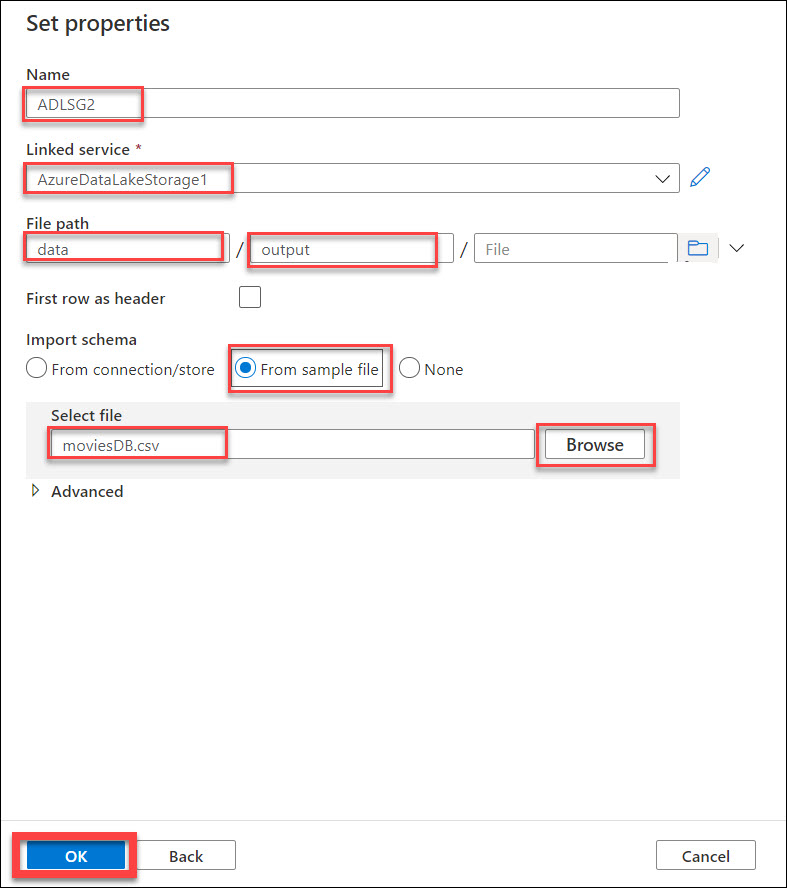 Set properties
Name
ADLSG2
Linked service *
AzureDataLakeStorage1
File path
data / output / File
First row as header
Import schema
From connection/store From sample file None
Select file
moviesDB.csv Browse
Advanced
OK Back Cancel